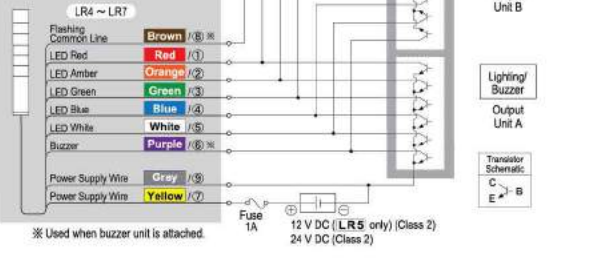 Unit B
LR4 ~ LR7
Flashing
Common Line Brown /⑧ ※
LED Red Red /①
LED Amber Orange /②
LED Green Green /③
LED Blue Blue /④
LED White White /⑤
Buzzer Purple /⑥ ※
Power Supply Wire Gray /⑨
Power Supply Wire Yellow /⑦
※ Used when buzzer unit is attached.
Fuse
1A
⊕ ⊖
12 V DC (LR5 only) (Class 2)
24 V DC (Class 2)
Lighting/
Buzzer
Output
Unit A
Transistor
Schematic
C
B
E